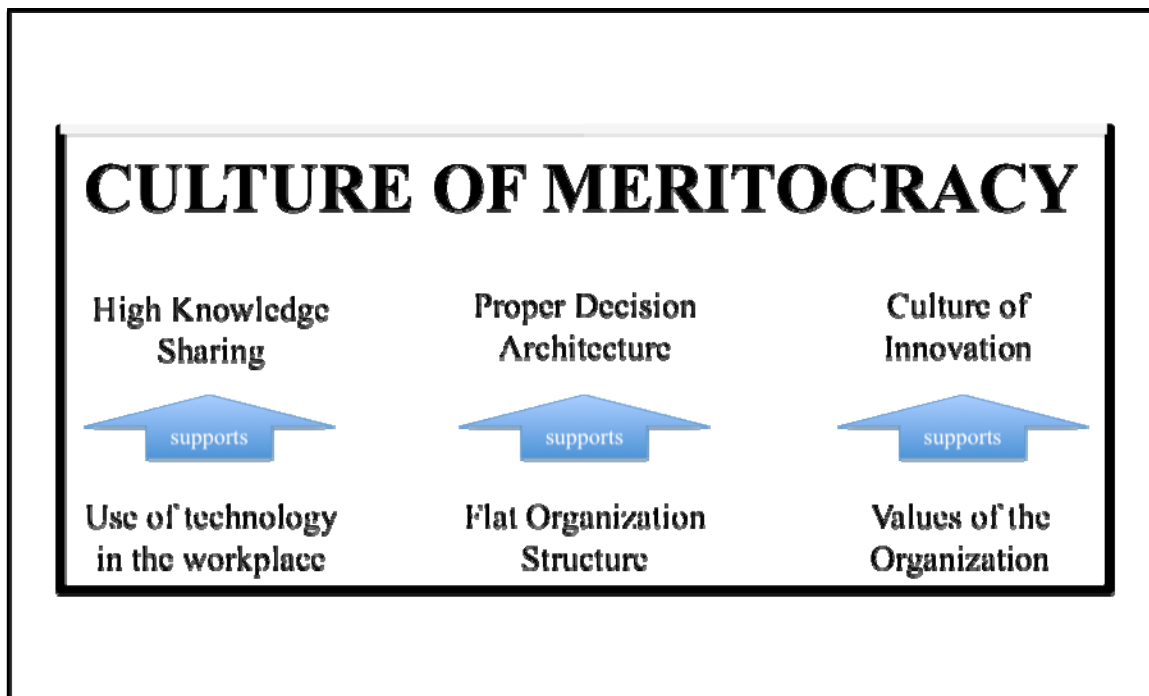 CULTURE OF MERITOCRACY
High Knowledge
Sharing
Proper Decision
Architecture
Culture of
Innovation
supports
supports
supports
Use of technology
in the workplace
Flat Organization
Structure
Values of the
Organization